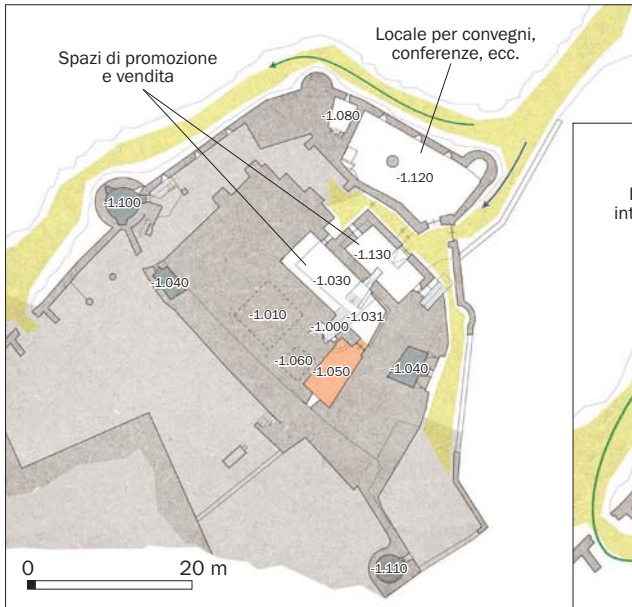 Spazi di promozione
e vendita
Locale per convegni,
conferenze, ecc.
-1.080
-1.120
-1.100
-1.130
-1.040
-1.030
-1.010
-1.031
-1.000
-1.060
-1.050
-1.040
-1.110
0 20 m
int